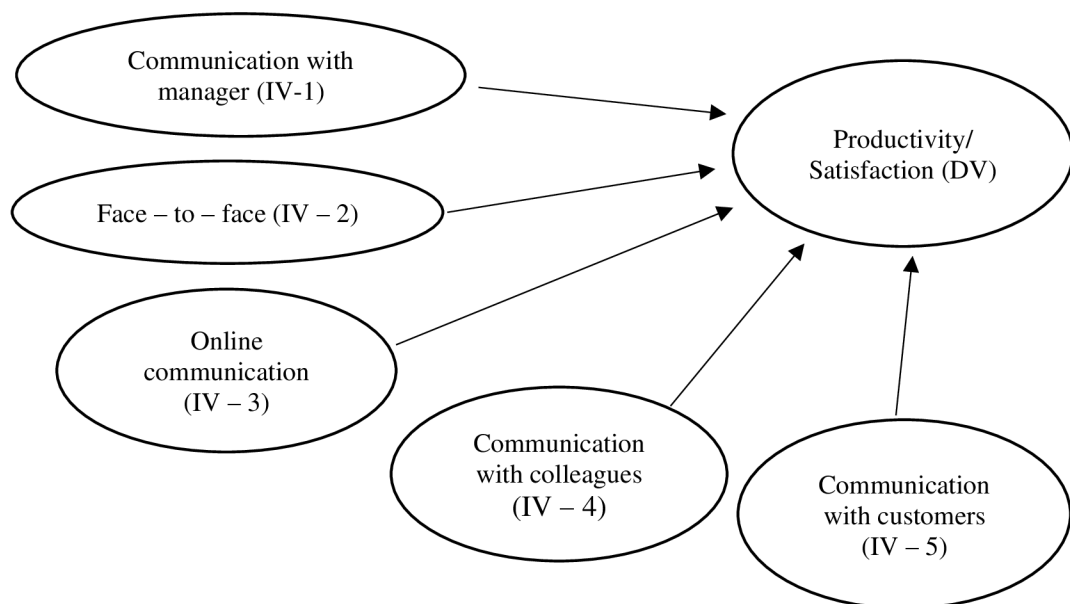 Communication with
manager (IV-1)
Productivity/
Satisfaction (DV)
Face – to – face (IV – 2)
Online
communication
(IV – 3)
Communication
with colleagues
(IV – 4)
Communication
with customers
(IV – 5)